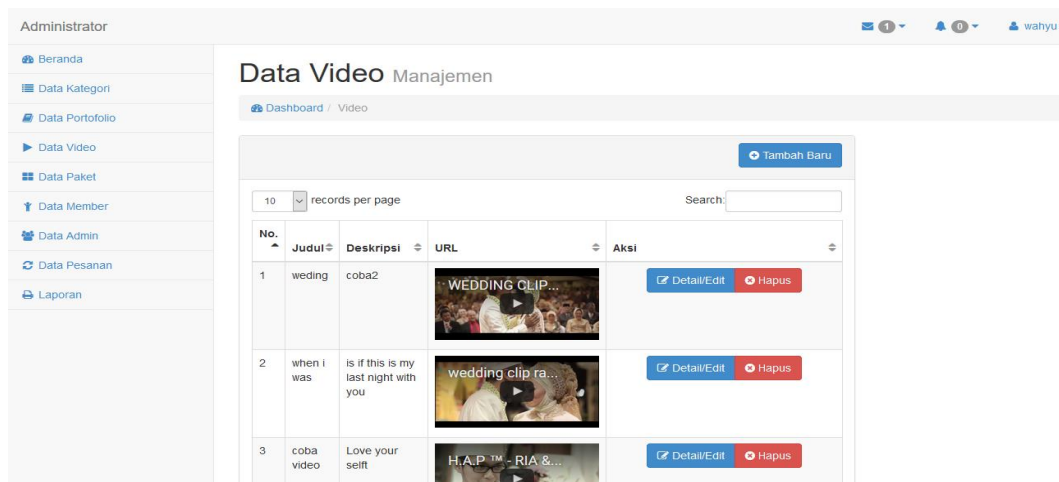 Administrator
1
0
wahyu
Beranda
Data Kategori
Data Portofolio
Data Video
Data Paket
Data Member
Data Admin
Data Pesanan
Laporan
Data Video Manajemen
Dashboard / Video
Tambah Baru
10 records per page
Search:
No. Judul Deskripsi URL Aksi
1 weding coba2 WEDDING CLIP... Detail/Edit Hapus
2 when i was
is if this is my
last night with
you
wedding clip ra...
Detail/Edit Hapus
3 coba video
Love your
selft
H.A.P ™ - RIA &...
Detail/Edit Hapus